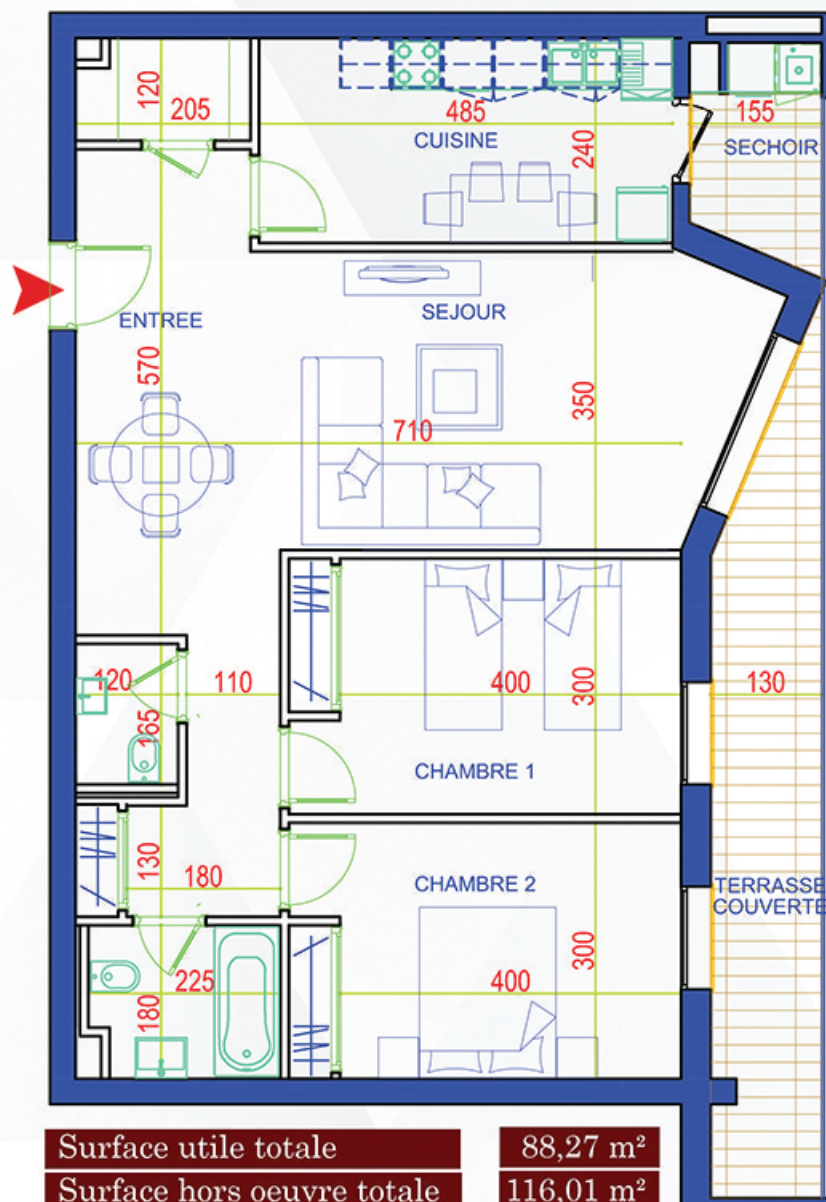 120
205
485
155
CUISINE
240
SECHOIR
ENTREE
SEJOUR
570
350
710
120
110
400
300
130
165
CHAMBRE 1
130
180
CHAMBRE 2
TERRASSE
COUVERTE
225
400
300
180
Surface utile totale 88,27 m²
Surface hors oeuvre totale 116,01 m²